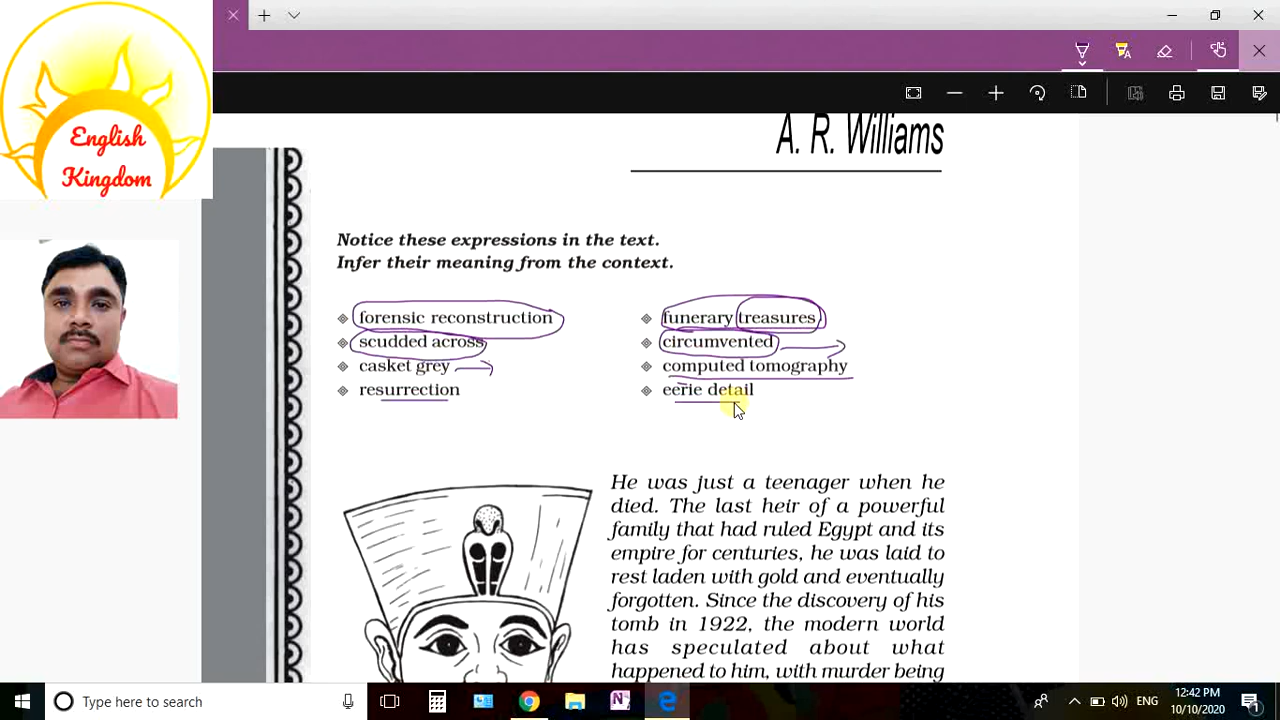 English
Kingdom
A. R. Williams
Notice these expressions in the text.
Infer their meaning from the context.
forensic reconstruction
scudded across
casket grey
resurrection
funerary treasures
circumvented
computed tomography
eerie detail
He was just a teenager when he
died. The last heir of a powerful
family that had ruled Egypt and its
empire for centuries, he was laid to
rest laden with gold and eventually
forgotten. Since the discovery of his
tomb in 1922, the modern world
has speculated about what
happened to him, with murder being
Type here to search
ENG
12:42 PM
10/10/2020